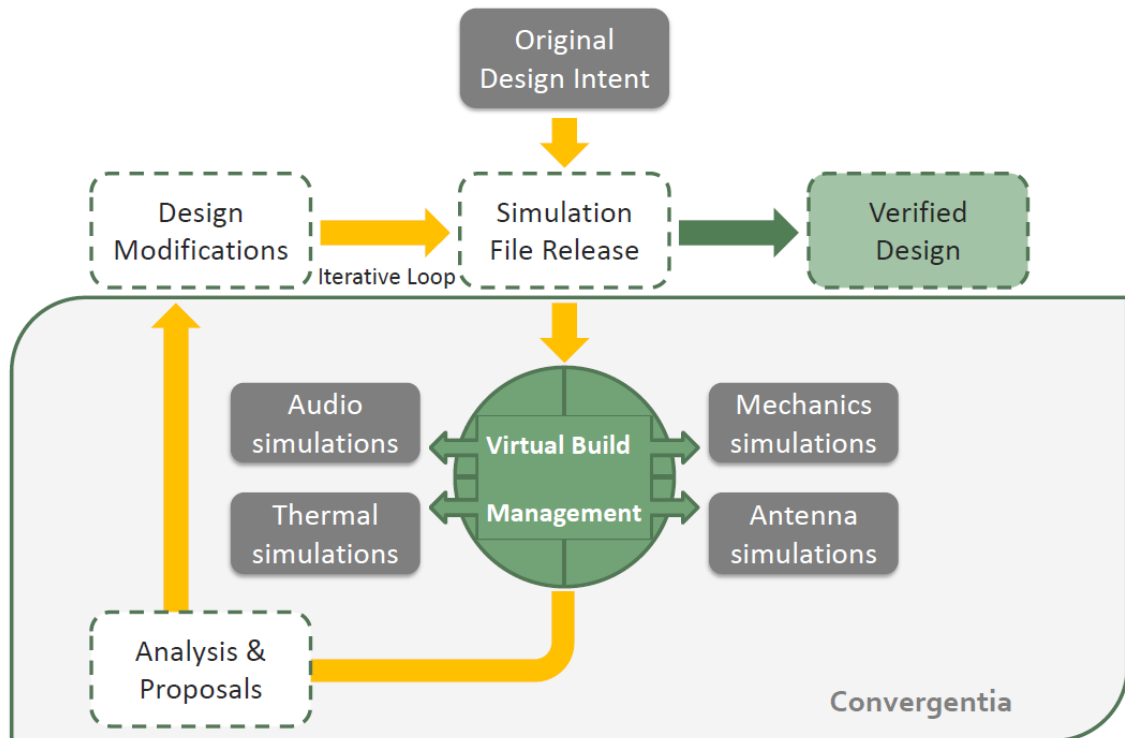 Original
Design Intent
Design
Modifications
Iterative Loop
Simulation
File Release
Verified
Design
Audio
simulations
Virtual Build
Mechanics
simulations
Thermal
simulations
Management
Antenna
simulations
Analysis &
Proposals
Convergentia